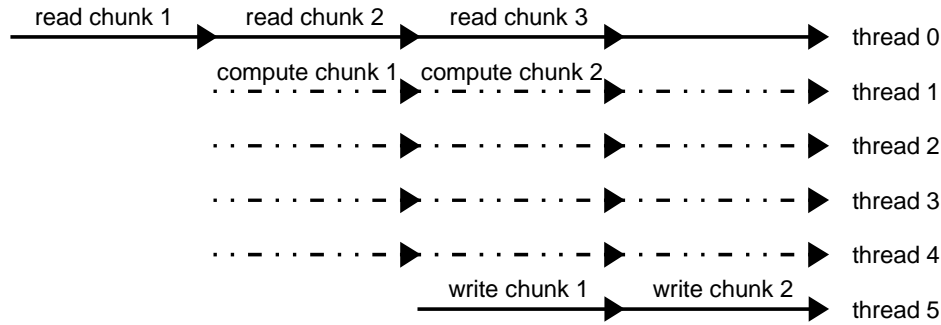 read chunk 1 read chunk 2 read chunk 3
thread 0
compute chunk 1 compute chunk 2
thread 1
thread 2
thread 3
thread 4
write chunk 1 write chunk 2
thread 5